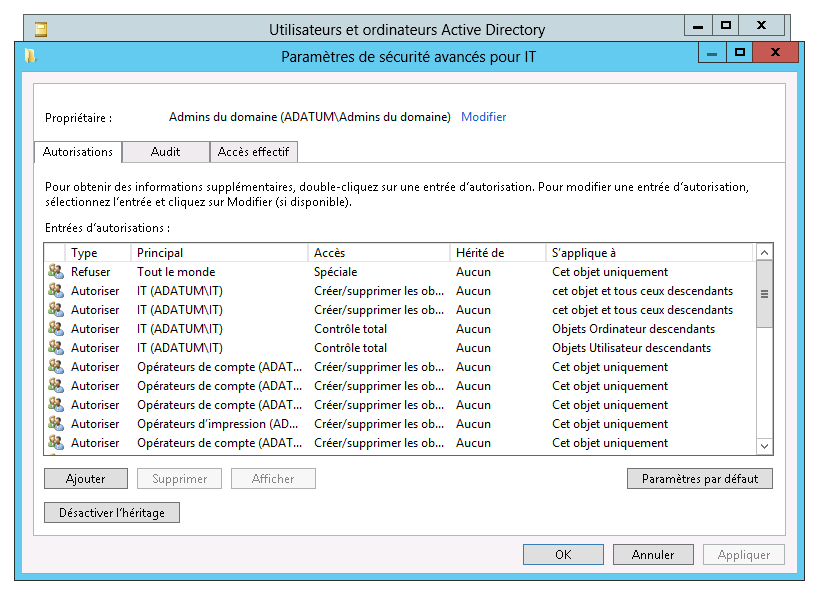 Utilisateurs et ordinateurs Active Directory
Paramètres de sécurité avancés pour IT
Propriétaire : Admins du domaine (ADATUM\Admins du domaine) Modifier
Autorisations Audit Accès effectif
Pour obtenir des informations supplémentaires, double-cliquez sur une entrée d'autorisation. Pour modifier une entrée d'autorisation,
sélectionnez l'entrée et cliquez sur Modifier (si disponible).
Entrées d'autorisations :
Type Principal Accès Hérité de S'applique à
Refuser Tout le monde Spéciale Aucun Cet objet uniquement
Autoriser IT (ADATUM\IT) Créer/supprimer les ob... Aucun cet objet et tous ceux descendants
Autoriser IT (ADATUM\IT) Créer/supprimer les ob... Aucun cet objet et tous ceux descendants
Autoriser IT (ADATUM\IT) Contrôle total Aucun Objets Ordinateur descendants
Autoriser IT (ADATUM\IT) Contrôle total Aucun Objets Utilisateur descendants
Autoriser Opérateurs de compte (ADAT... Créer/supprimer les ob... Aucun Cet objet uniquement
Autoriser Opérateurs de compte (ADAT... Créer/supprimer les ob... Aucun Cet objet uniquement
Autoriser Opérateurs de compte (ADAT... Créer/supprimer les ob... Aucun Cet objet uniquement
Autoriser Opérateurs d'impression (AD... Créer/supprimer les ob... Aucun Cet objet uniquement
Autoriser Opérateurs de compte (ADAT... Créer/supprimer les ob... Aucun Cet objet uniquement
Ajouter Supprimer Afficher Paramètres par défaut
Désactiver l'héritage
OK Annuler Appliquer